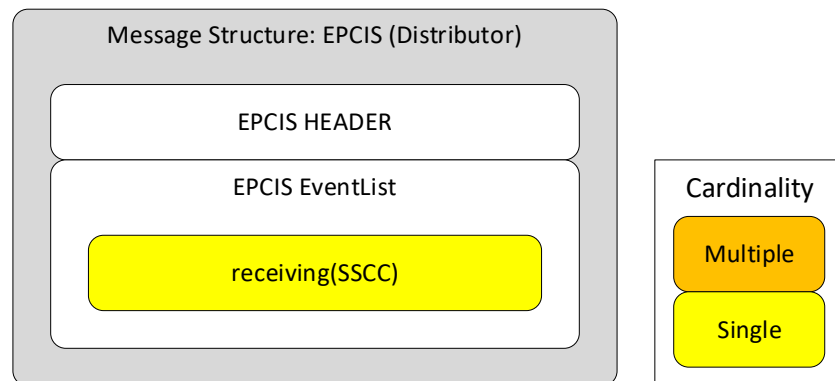 Message Structure: EPCIS (Distributor)
EPCIS HEADER
EPCIS EventList
receiving(SSCC)
Cardinality
Multiple
Single